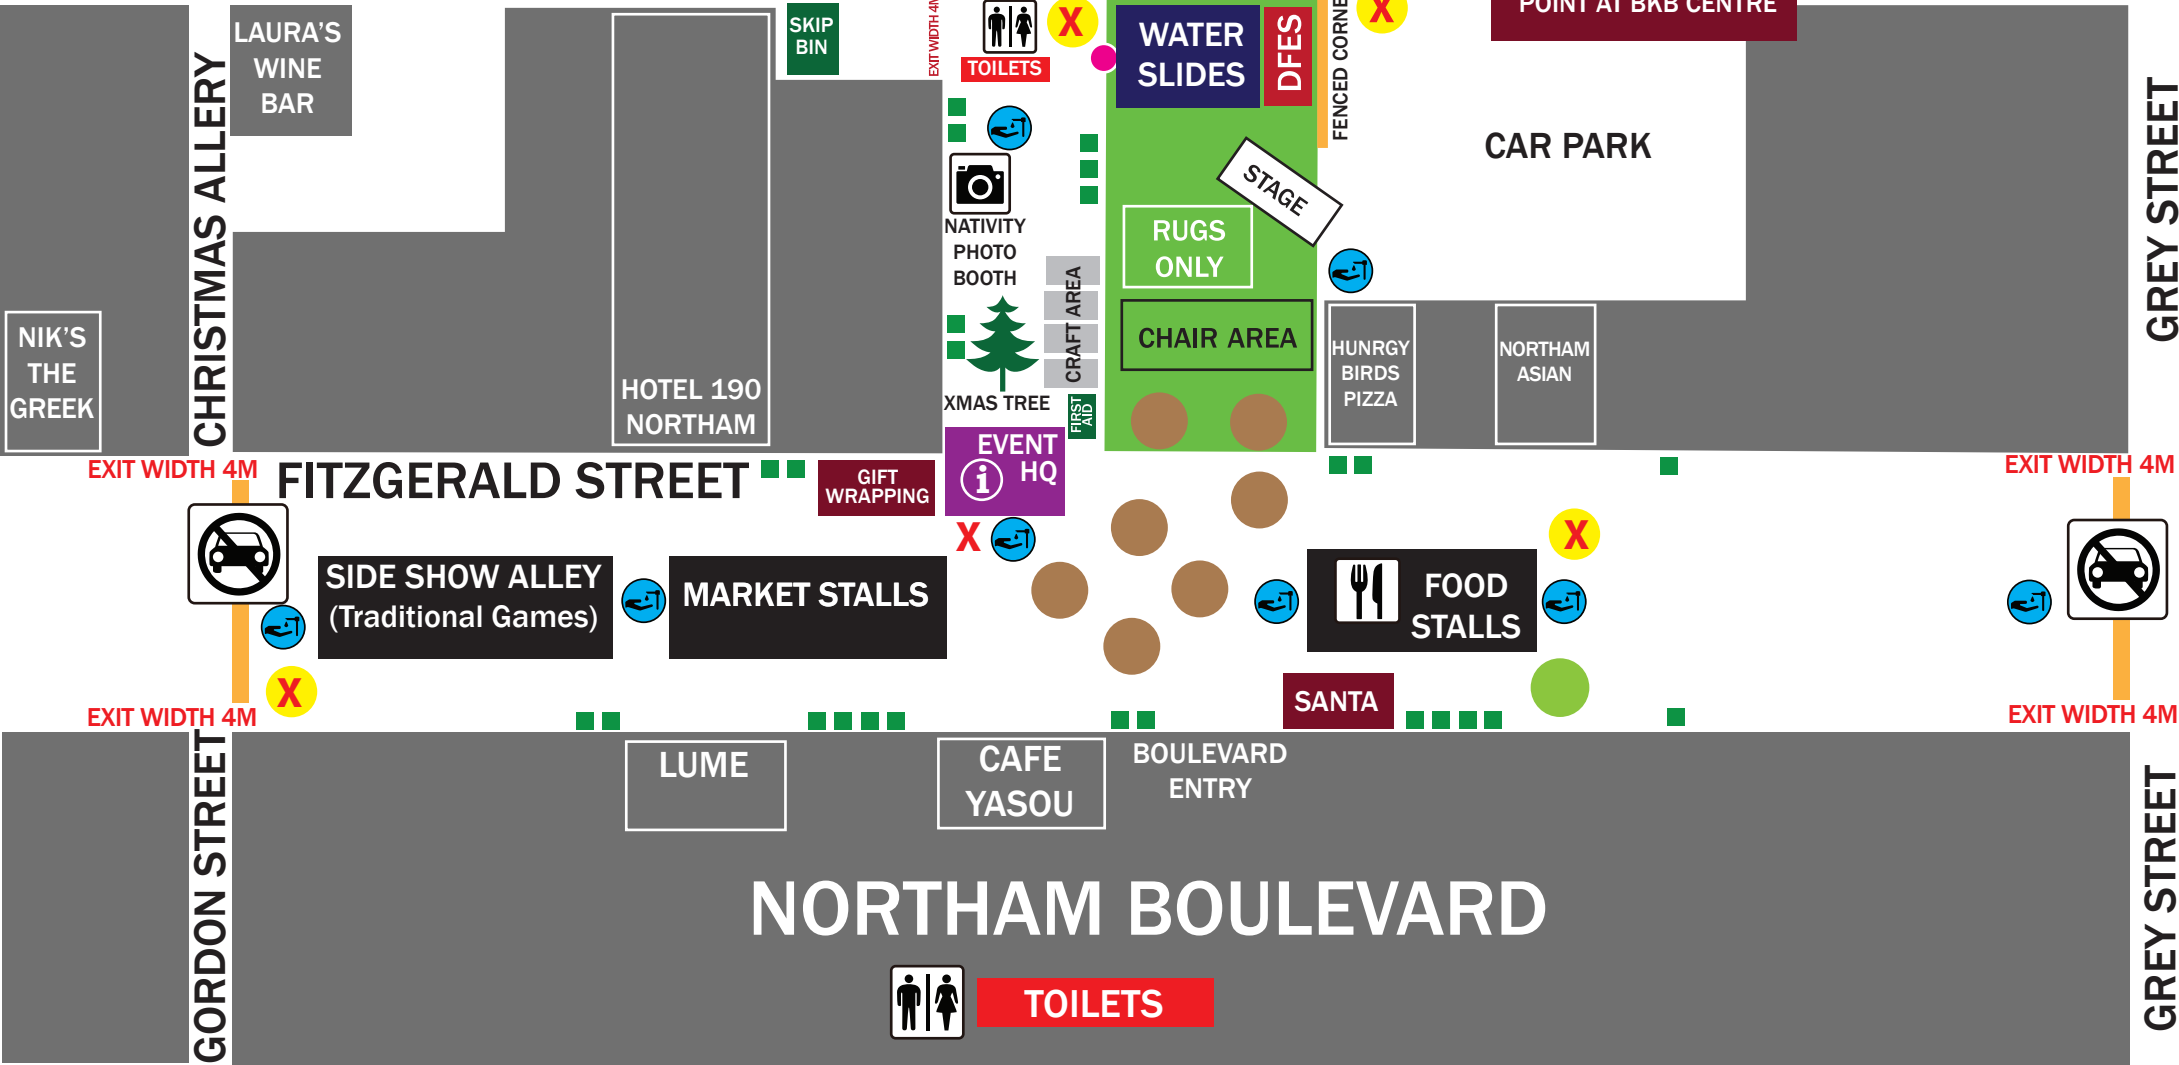 LAURA'S
WINE
BAR
SKIP
BIN
EXIT WIDTH 4M
TOILETS
X
WATER
SLIDES
DFES
FENCED CORNE
X
POINT AT BKB CENTRE
CHRISTMAS ALLERY
CAR PARK
GREY STREET
STAGE
NATIVITY
PHOTO
BOOTH
RUGS
ONLY
CRAFT AREA
CHAIR AREA
NIK'S
THE
GREEK
HOTEL 190
NORTHAM
XMAS TREE
FIRST
AID
HUNRGY
BIRDS
PIZZA
NORTHAM
ASIAN
EXIT WIDTH 4M
FITZGERALD STREET
GIFT
WRAPPING
EVENT
HQ
i
EXIT WIDTH 4M
X
X
SIDE SHOW ALLEY
(Traditional Games)
MARKET STALLS
FOOD
STALLS
X
SANTA
EXIT WIDTH 4M
EXIT WIDTH 4M
GORDON STREET
LUME
CAFE
YASOU
BOULEVARD
ENTRY
GREY STREET
NORTHAM BOULEVARD
TOILETS